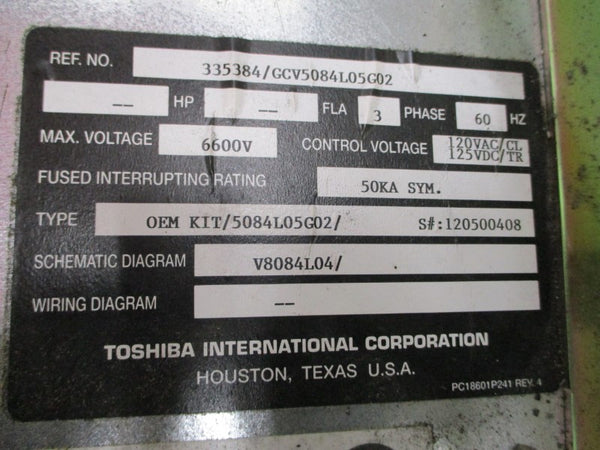 REF. NO. 335384/GCV5084L05G02
-- HP -- FLA 3 PHASE 60 HZ
MAX. VOLTAGE 6600V CONTROL VOLTAGE 120VAC/CL
125VDC/TR
FUSED INTERRUPTING RATING 50KA SYM.
TYPE OEM KIT/5084L05G02/ S#:120500408
SCHEMATIC DIAGRAM V8084L04/
WIRING DIAGRAM --
TOSHIBA INTERNATIONAL CORPORATION
HOUSTON, TEXAS U.S.A.
PC18601P241 REV. 4